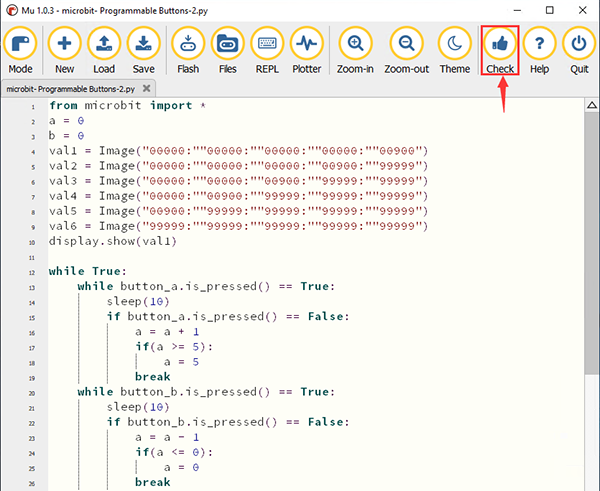 Mu 1.0.3 - microbit- Programmable Buttons-2.py
Mode New Load Save Flash Files REPL Plotter Zoom-in Zoom-out Theme Check Help Quit
microbit- Programmable Buttons-2.py
1 from microbit import *
2 a = 0
3 b = 0
4 val1 = Image("00000:""00000:""00000:""00000:""00900")
5 val2 = Image("00000:""00000:""00000:""00900:""99999")
6 val3 = Image("00000:""00000:""00900:""99999:""99999")
7 val4 = Image("00000:""00900:""99999:""99999:""99999")
8 val5 = Image("00900:""99999:""99999:""99999:""99999")
9 val6 = Image("99999:""99999:""99999:""99999:""99999")
10 display.show(val1)
11
12 while True:
13 while button_a.is_pressed() == True:
14 sleep(10)
15 if button_a.is_pressed() == False:
16 a = a + 1
17 if(a >= 5):
18 a = 5
19 break
20 while button_b.is_pressed() == True:
21 sleep(10)
22 if button_b.is_pressed() == False:
23 a = a - 1
24 if(a <= 0):
25 a = 0
26 break